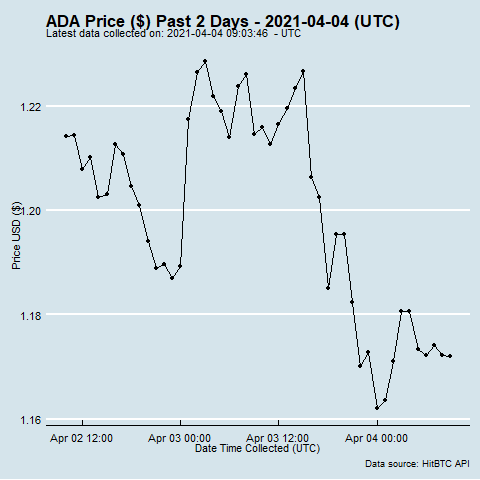 ADA Price ($) Past 2 Days - 2021-04-04 (UTC)
Latest data collected on: 2021-04-04 09:03:46 - UTC
Price USD ($)
1.22
1.20
1.18
1.16
Apr 02 12:00 Apr 03 00:00 Apr 03 12:00 Apr 04 00:00
Date Time Collected (UTC)
Data source: HitBTC API